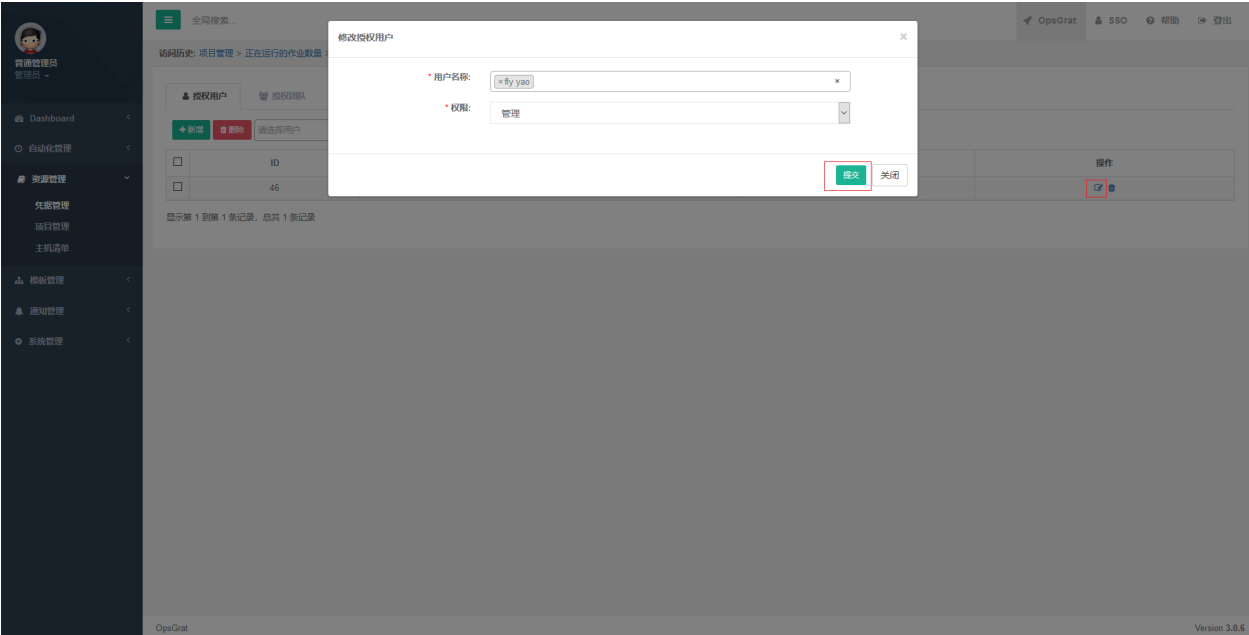 全局搜索...
OpsGrat SSO 帮助 登出
普通管理员
管理员
访问历史: 项目管理 > 正在运行的作业数量
修改授权用户 ×
* 用户名称: ×fly yao ×
* 权限: 管理
提交 关闭
授权用户 授权团队
新增 删除 请选择用户
ID 操作
46
显示第 1 到第 1 条记录，总共 1 条记录
Dashboard
自动化管理
资源管理
凭据管理
项目管理
主机清单
模板管理
通知管理
系统管理
OpsGrat Version 3.0.6